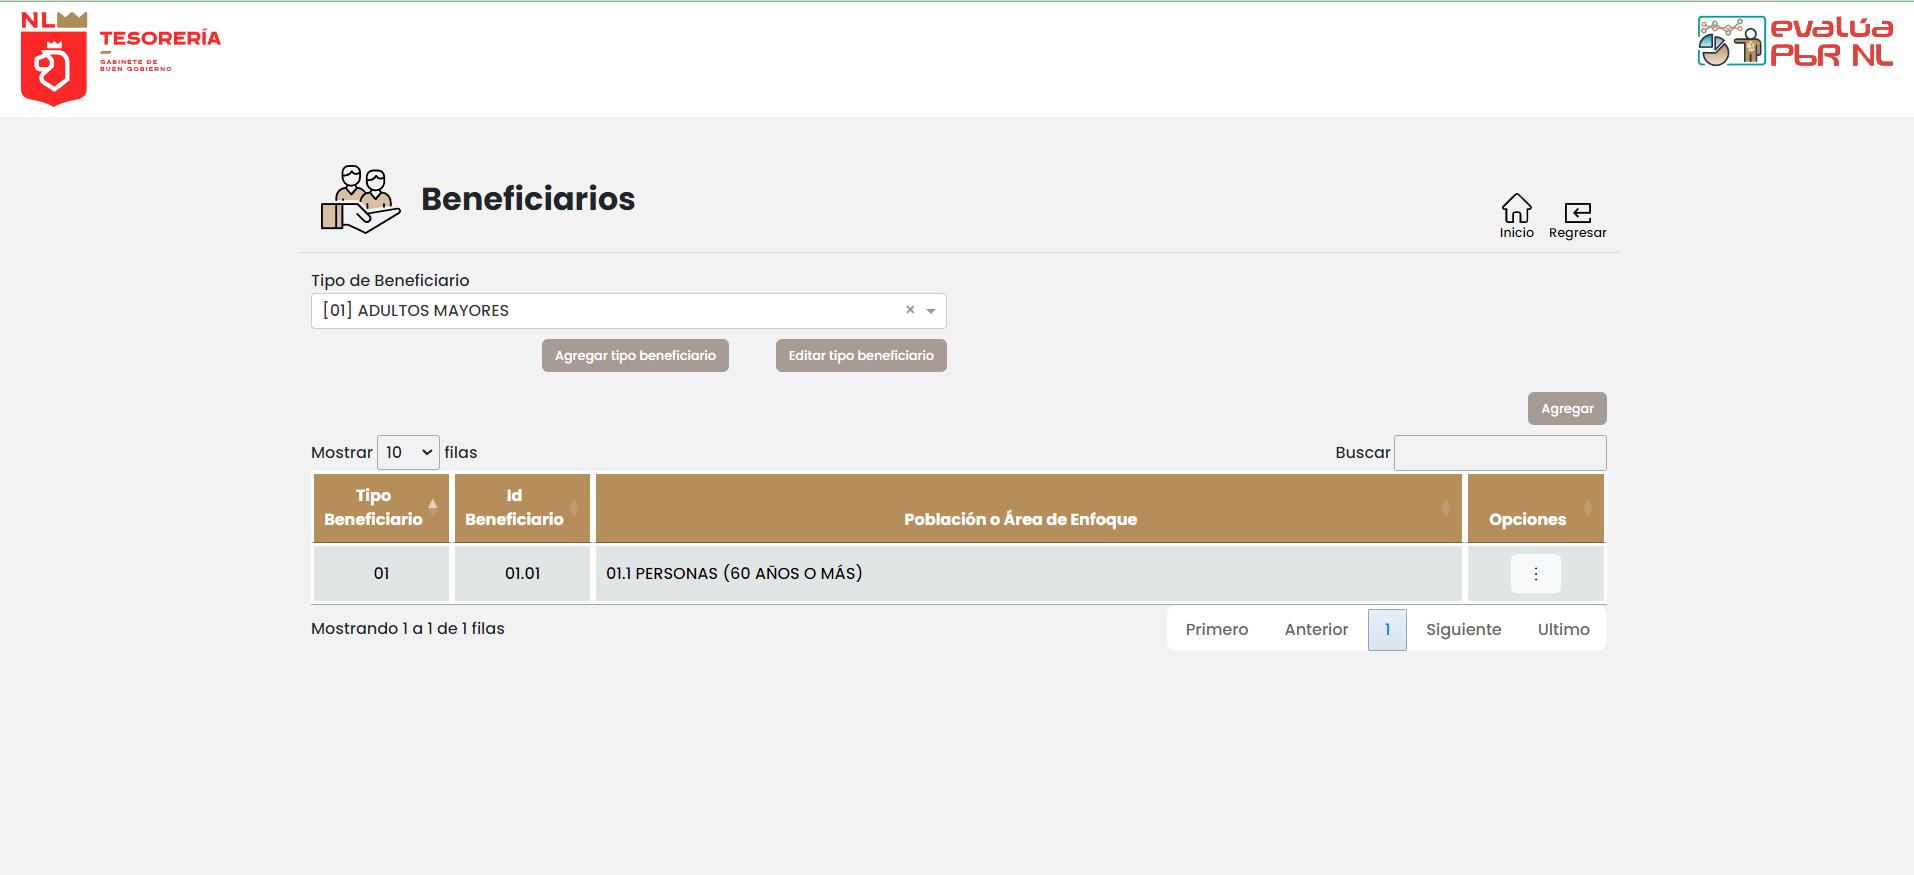 NL
TESORERÍA
GABINETE DE
BUEN GOBIERNO
evalúa
PbR NL
Beneficiarios
Inicio
Regresar
Tipo de Beneficiario
[01] ADULTOS MAYORES × 
Agregar tipo beneficiario
Editar tipo beneficiario
Agregar
Mostrar 10 filas
Buscar
Tipo
Beneficiario
Id
Beneficiario
Población o Área de Enfoque
Opciones
01
01.01
01.1 PERSONAS (60 AÑOS O MÁS)
⋮
Mostrando 1 a 1 de 1 filas
Primero
Anterior
1
Siguiente
Ultimo